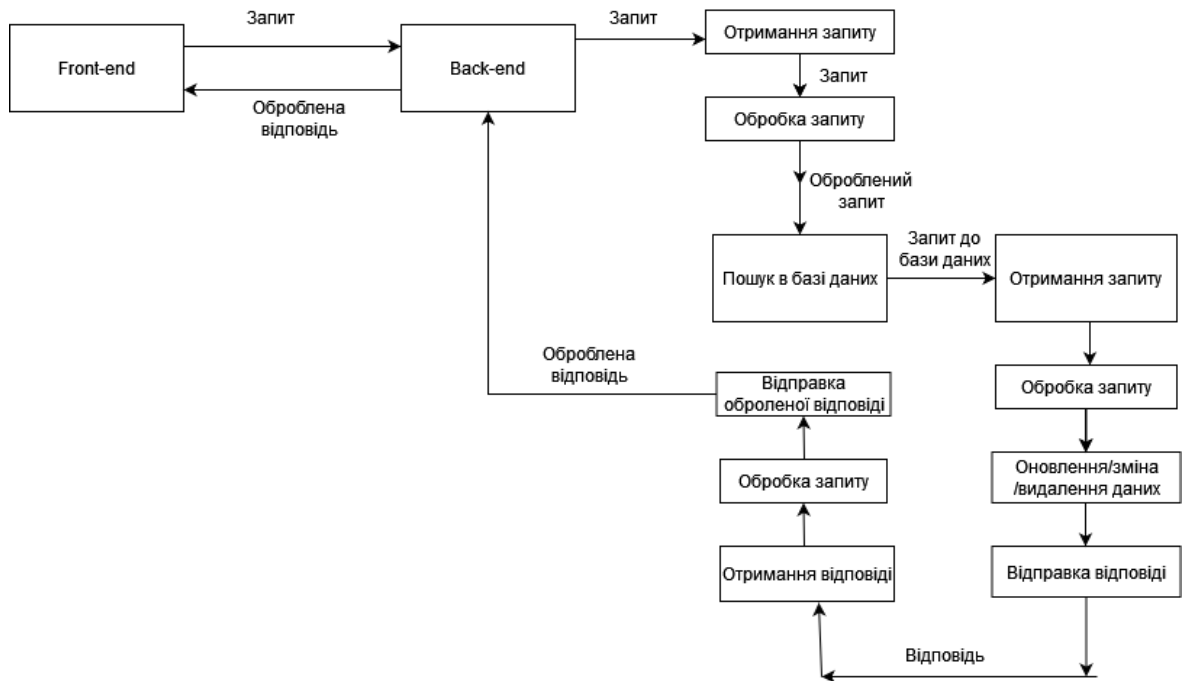 Запит
Запит
Отримання запиту
Front-end
Back-end
Запит
Оброблена
відповідь
Обробка запиту
Оброблений
запит
Запит до
бази даних
Пошук в базі даних
Отримання запиту
Оброблена
відповідь
Відправка
оброленої відповіді
Обробка запиту
Обробка запиту
Оновлення/зміна
/видалення даних
Отримання відповіді
Відправка відповіді
Відповідь